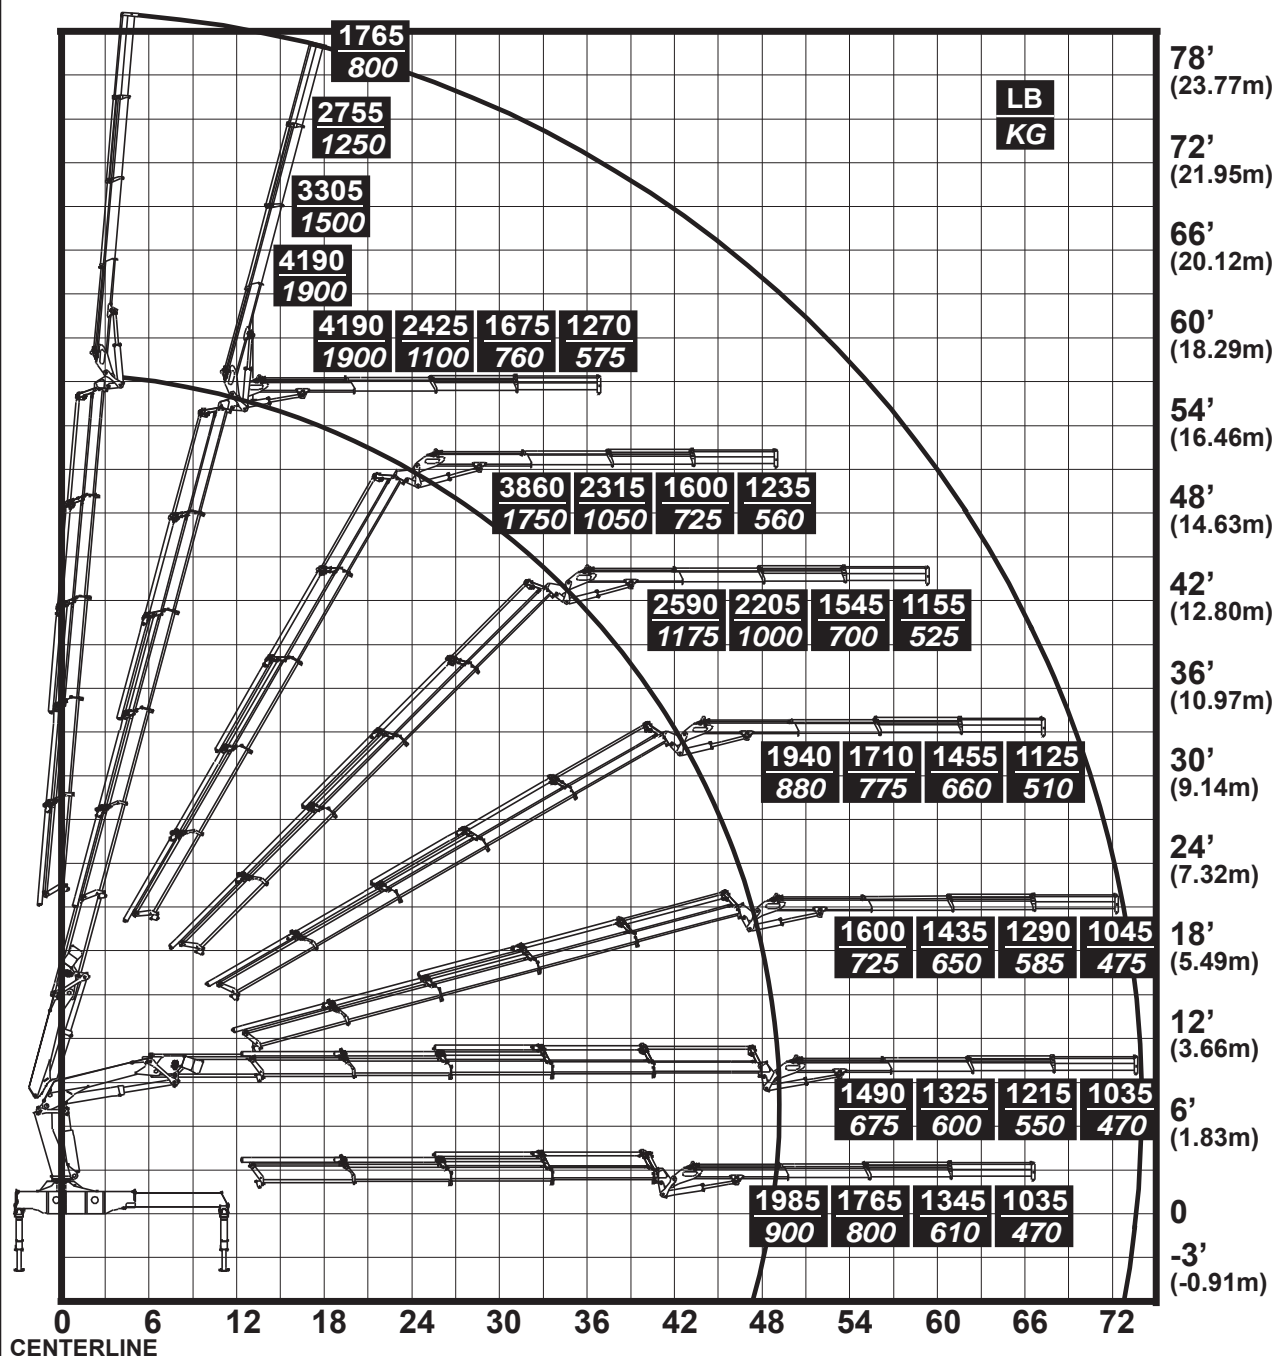 1765
800
78’
(23.77m)
LB
KG
2755
1250
72’
(21.95m)
3305
1500
66’
(20.12m)
4190
1900
4190 2425 1675 1270
1900 1100 760 575
60’
(18.29m)
54’
(16.46m)
3860 2315 1600 1235
1750 1050 725 560
48’
(14.63m)
42’
(12.80m)
2590 2205 1545 1155
1175 1000 700 525
36’
(10.97m)
1940 1710 1455 1125
880 775 660 510
30’
(9.14m)
24’
(7.32m)
1600 1435 1290 1045
725 650 585 475
18’
(5.49m)
12’
(3.66m)
1490 1325 1215 1035
675 600 550 470
6’
(1.83m)
1985 1765 1345 1035
900 800 610 470
0
-3’
(-0.91m)
0 6 12 18 24 30 36 42 48 54 60 66 72
CENTERLINE